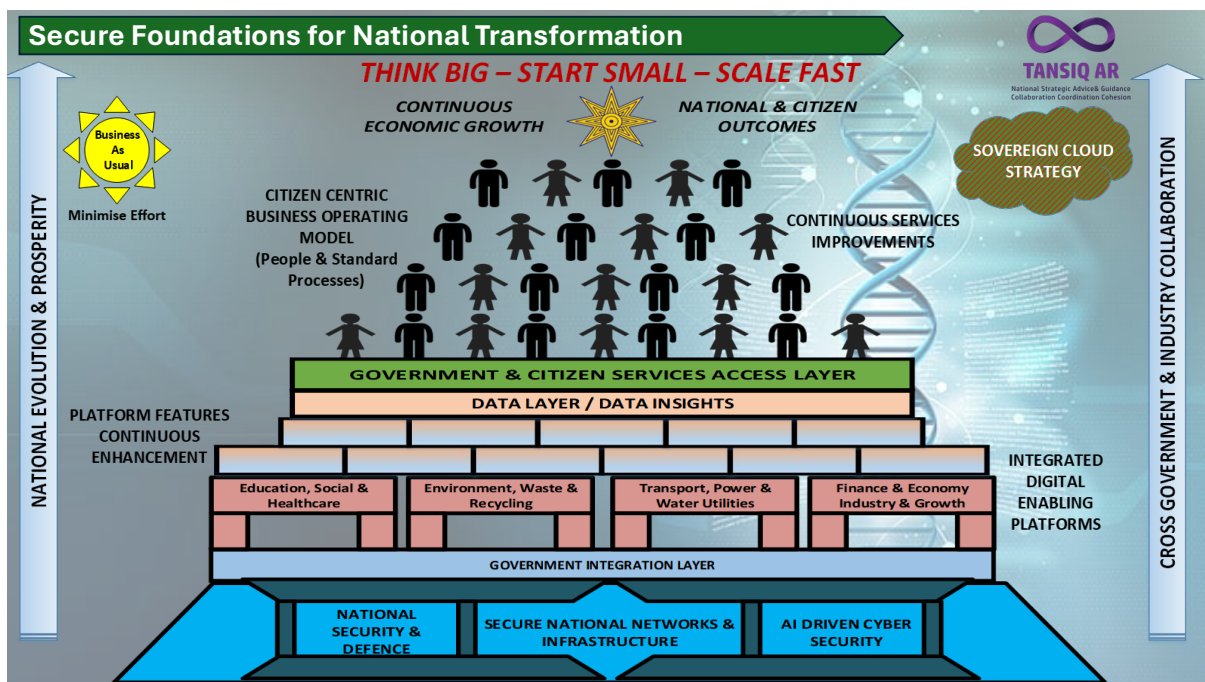 Secure Foundations for National Transformation
TANSIQ AR
National Strategic Advice& Guidance
Collaboration Coordination Cohesion
THINK BIG – START SMALL – SCALE FAST
CONTINUOUS
ECONOMIC GROWTH
NATIONAL & CITIZEN
OUTCOMES
Business
As
Usual
Minimise Effort
SOVEREIGN CLOUD
STRATEGY
NATIONAL EVOLUTION & PROSPERITY
CROSS GOVERNMENT & INDUSTRY COLLABORATION
CITIZEN CENTRIC
BUSINESS OPERATING
MODEL
(People & Standard
Processes)
CONTINUOUS SERVICES
IMPROVEMENTS
GOVERNMENT & CITIZEN SERVICES ACCESS LAYER
DATA LAYER / DATA INSIGHTS
PLATFORM FEATURES
CONTINUOUS
ENHANCEMENT
INTEGRATED
DIGITAL
ENABLING
PLATFORMS
Education, Social &
Healthcare
Environment, Waste &
Recycling
Transport, Power &
Water Utilities
Finance & Economy
Industry & Growth
GOVERNMENT INTEGRATION LAYER
NATIONAL
SECURITY &
DEFENCE
SECURE NATIONAL NETWORKS &
INFRASTRUCTURE
AI DRIVEN CYBER
SECURITY